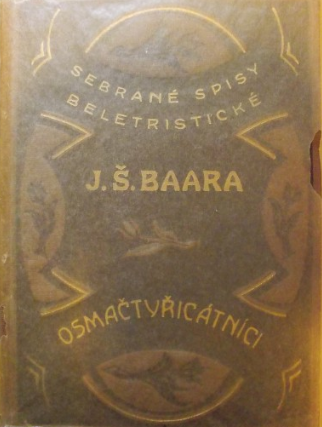 SEBRANÉ SPISY
BELETRISTICKÉ
J.Š.BAARA
OSMAČTYŘICÁTNÍCI